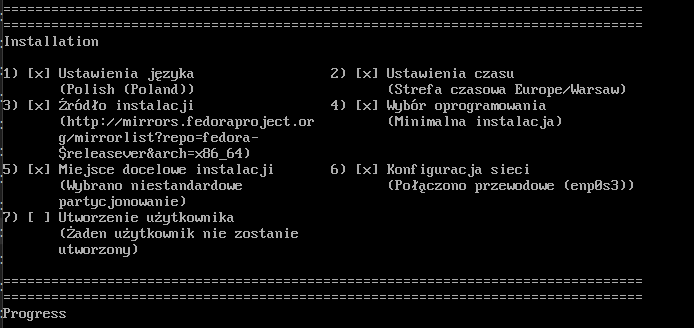 ================================================================================
================================================================================
Installation
1) [x] Ustawienia języka 2) [x] Ustawienia czasu
(Polish (Poland)) (Strefa czasowa Europe/Warsaw)
3) [x] Źródło instalacji 4) [x] Wybór oprogramowania
(http://mirrors.fedoraproject.or (Minimalna instalacja)
g/mirrorlist?repo=fedora-
$releasever&arch=x86_64)
5) [x] Miejsce docelowe instalacji 6) [x] Konfiguracja sieci
(Wybrano niestandardowe (Połączono przewodowe (enp0s3))
partycjonowanie)
7) [ ] Utworzenie użytkownika
(Żaden użytkownik nie zostanie
utworzony)
================================================================================
================================================================================
Progress